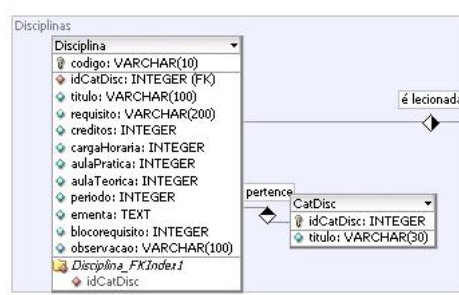 Disciplinas
Disciplina
codigo: VARCHAR(10)
idCatDisc: INTEGER (FK)
titulo: VARCHAR(100)
requisito: VARCHAR(200)
creditos: INTEGER
cargaHoraria: INTEGER
aulaPratica: INTEGER
aulaTeorica: INTEGER
periodo: INTEGER
ementa: TEXT
blocorequisito: INTEGER
observacao: VARCHAR(100)
Disciplina_FKIndex1
idCatDisc
é lecionada
pertence
CatDisc
idCatDisc: INTEGER
titulo: VARCHAR(30)